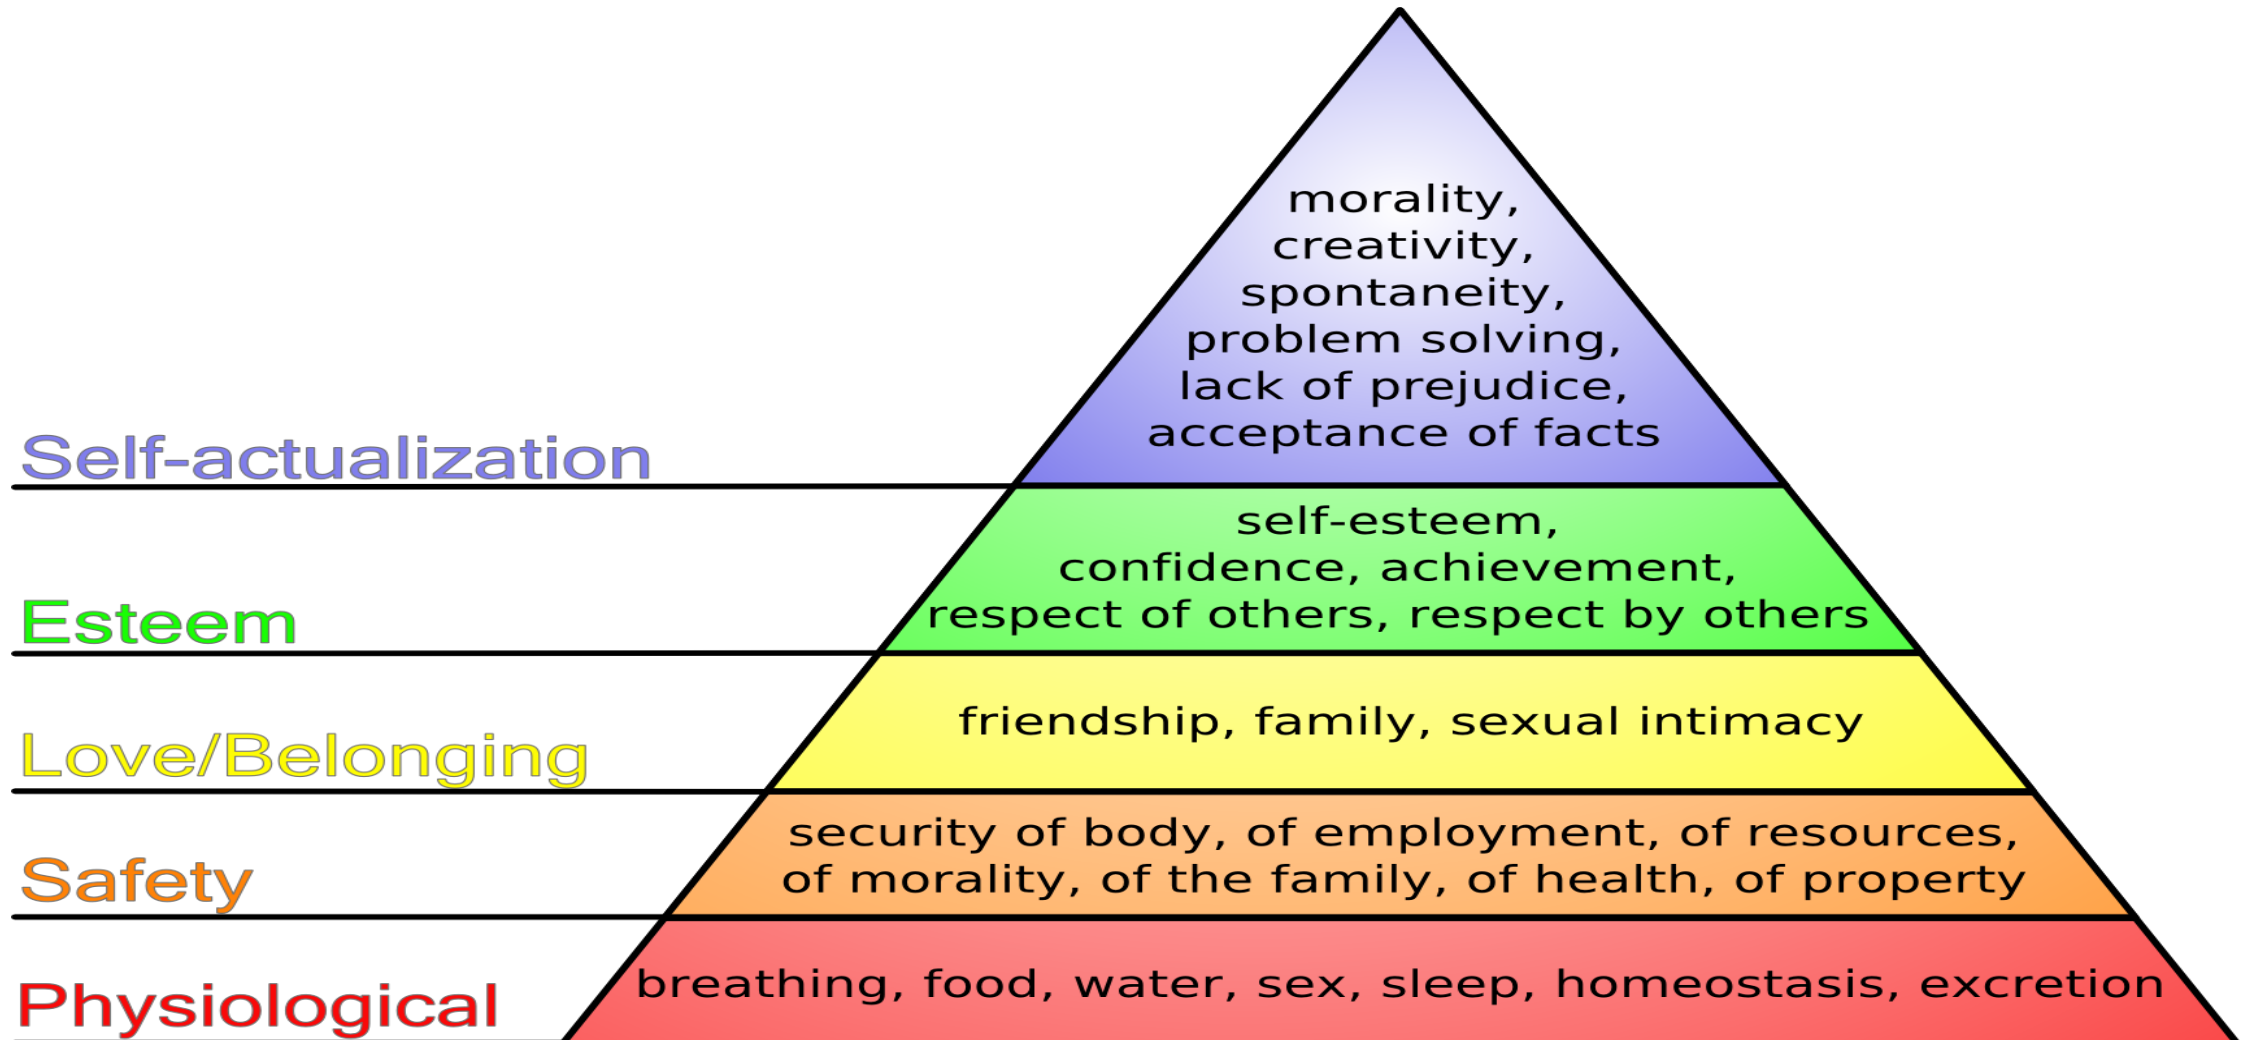 morality,
creativity,
spontaneity,
problem solving,
lack of prejudice,
acceptance of facts
Self-actualization
self-esteem,
confidence, achievement,
respect of others, respect by others
Esteem
friendship, family, sexual intimacy
Love/Belonging
security of body, of employment, of resources,
of morality, of the family, of health, of property
Safety
breathing, food, water, sex, sleep, homeostasis, excretion
Physiological